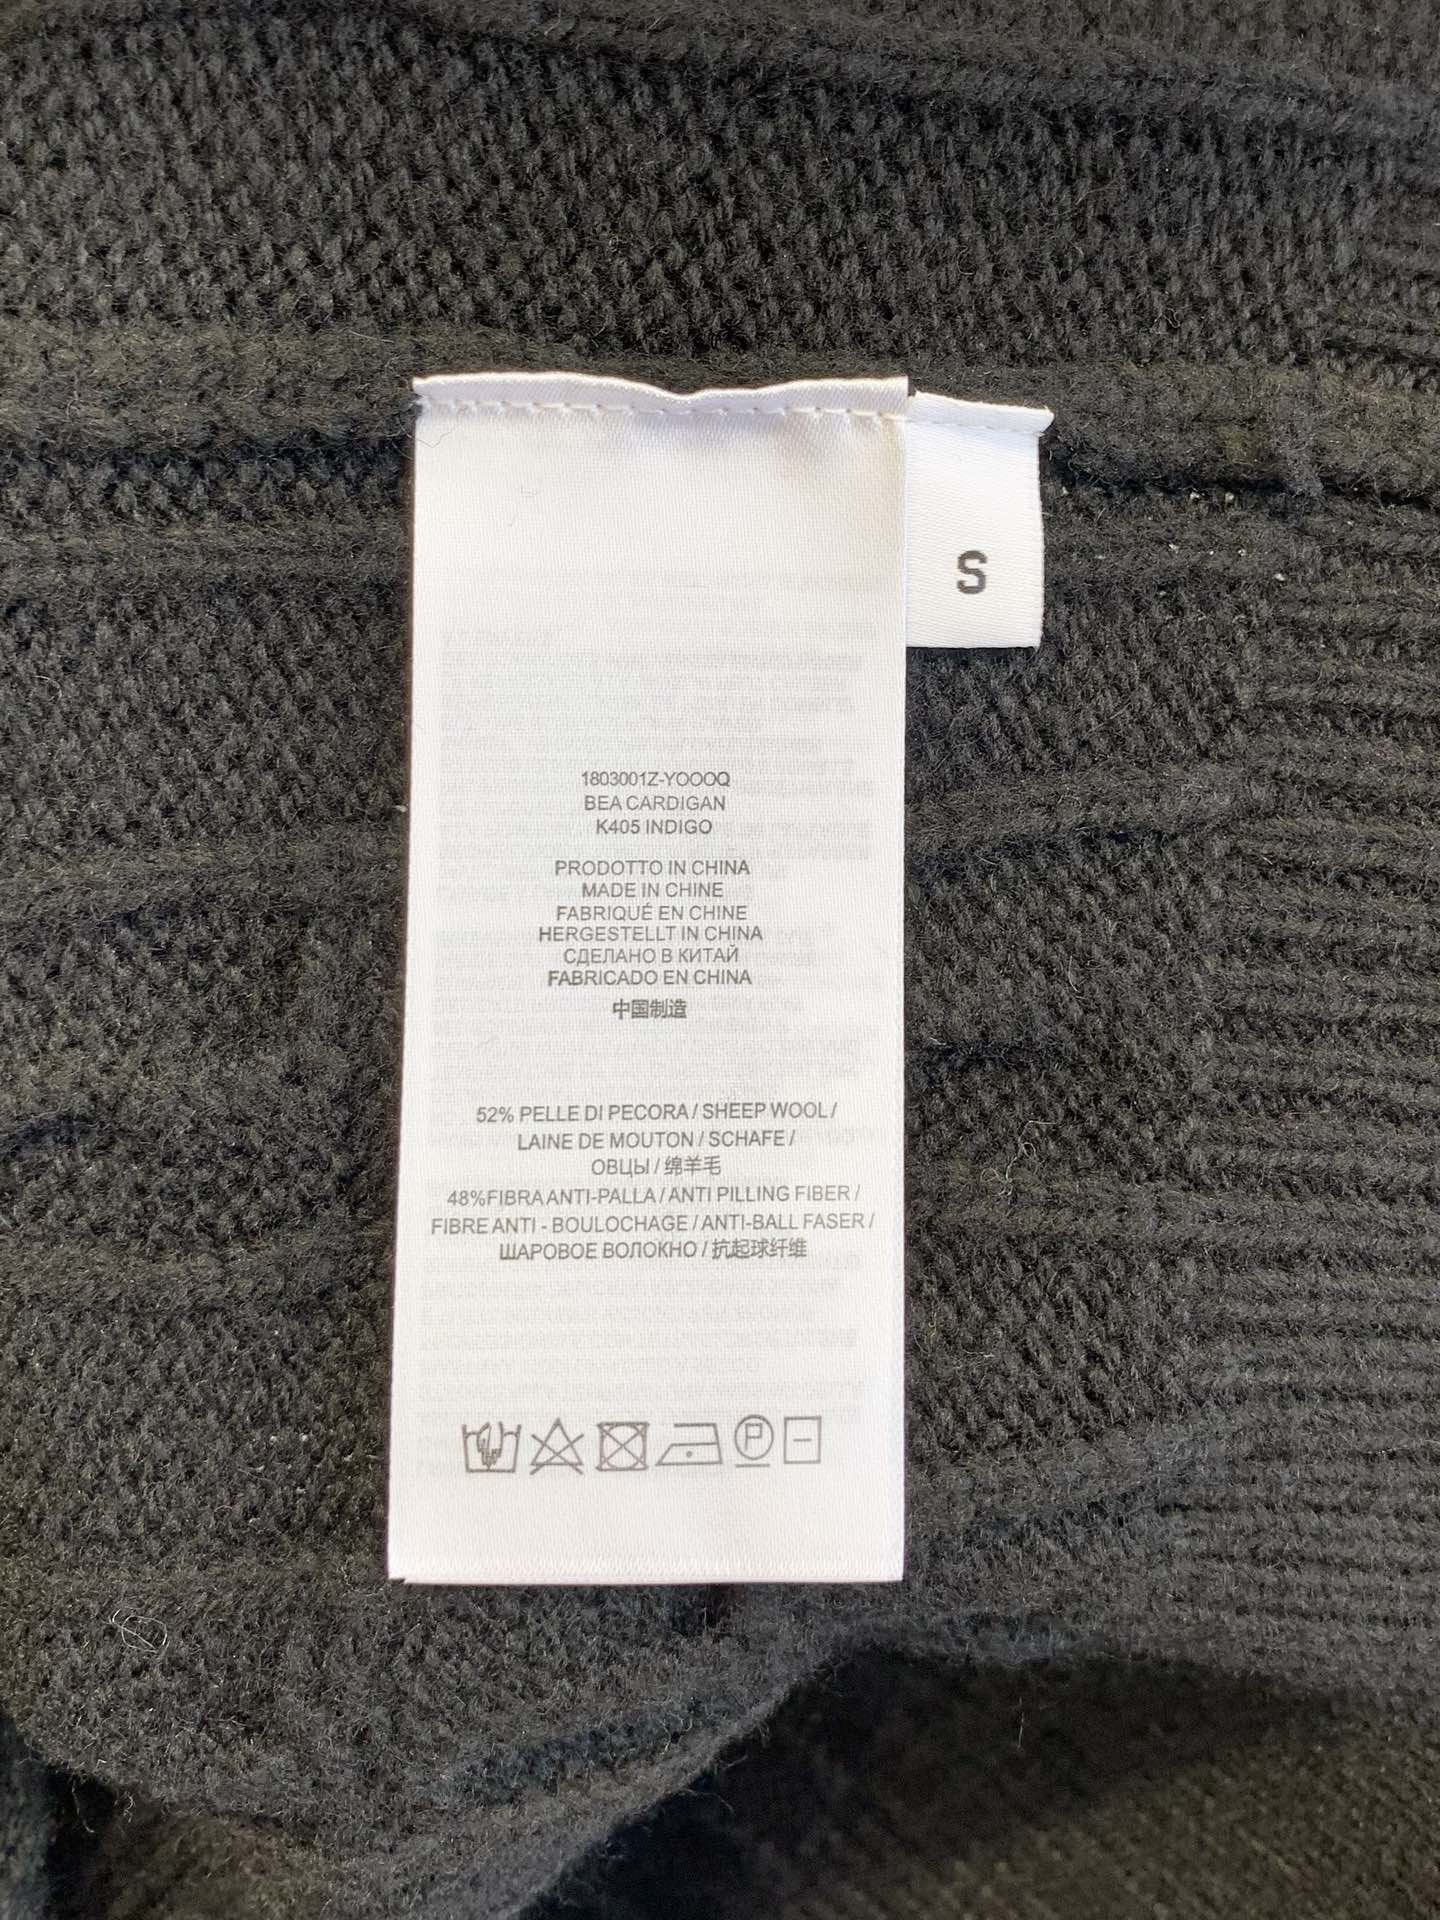 S
1803001Z-YOOOQ
BEA CARDIGAN
K405 INDIGO
PRODOTTO IN CHINA
MADE IN CHINE
FABRIQUÉ EN CHINE
HERGESTELLT IN CHINA
СДЕЛАНО В КИТАЙ
FABRICADO EN CHINA
中国制造
52% PELLE DI PECORA / SHEEP WOOL /
LAINE DE MOUTON / SCHAFE /
ОВЦЫ / 绵羊毛
48%FIBRA ANTI-PALLA / ANTI PILLING FIBER /
FIBRE ANTI - BOULOCHAGE / ANTI-BALL FASER /
ШАРОВОЕ ВОЛОКНО / 抗起球纤维
P